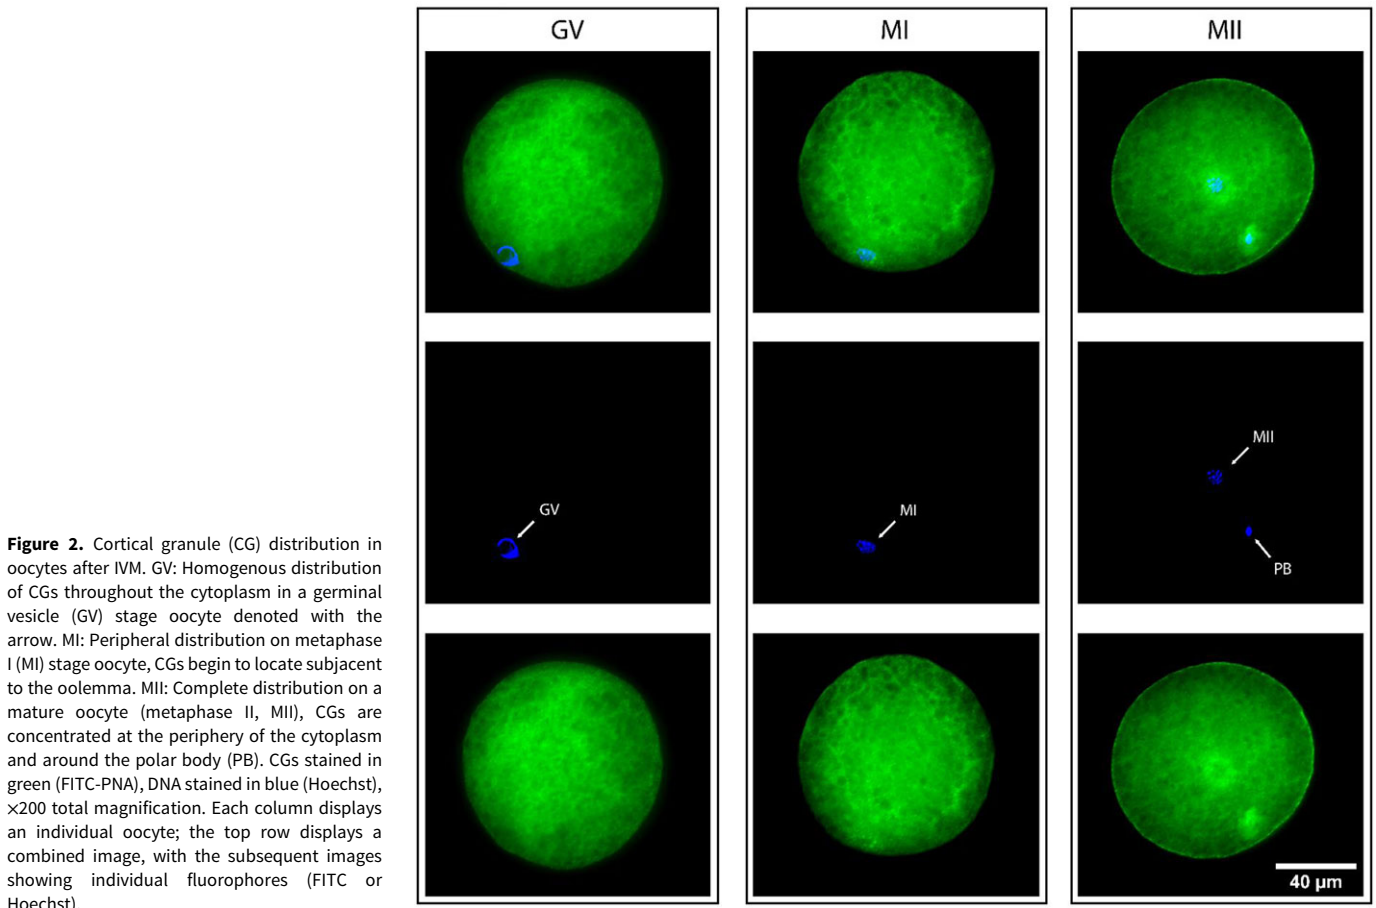 GV
MI
MII
GV
MI
MII
PB
40 μm
Figure 2. Cortical granule (CG) distribution in
oocytes after IVM. GV: Homogenous distribution
of CGs throughout the cytoplasm in a germinal
vesicle (GV) stage oocyte denoted with the
arrow. MI: Peripheral distribution on metaphase
I (MI) stage oocyte, CGs begin to locate subjacent
to the oolemma. MII: Complete distribution on a
mature oocyte (metaphase II, MII), CGs are
concentrated at the periphery of the cytoplasm
and around the polar body (PB). CGs stained in
green (FITC-PNA), DNA stained in blue (Hoechst),
×200 total magnification. Each column displays
an individual oocyte; the top row displays a
combined image, with the subsequent images
showing individual fluorophores (FITC or
Hoechst)